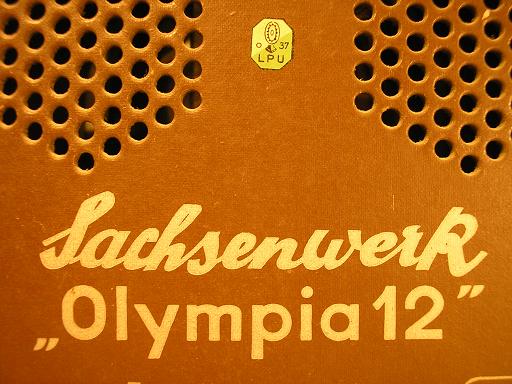 37
LPU
Sachsenwerk
„Olympia 12”